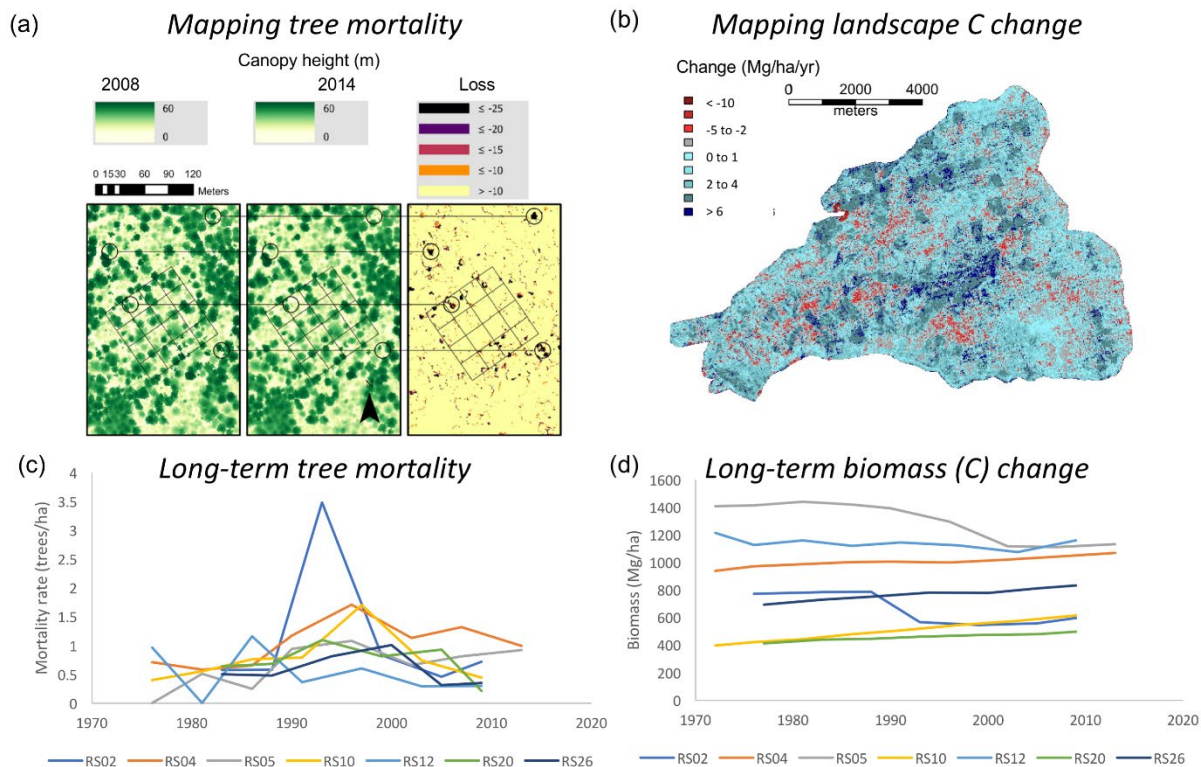 (a)
Mapping tree mortality
Canopy height (m)
2008
2014
Loss
60
0
60
0
≤ -25
≤ -20
≤ -15
≤ -10
> -10
0 15 30 60 90 120
Meters
(b)
Mapping landscape C change
Change (Mg/ha/yr)
0 2000 4000
meters
< -10
-5 to -2
0 to 1
2 to 4
> 6
s
(c)
Long-term tree mortality
Mortality rate (trees/ha)
4
3.5
3
2.5
2
1.5
1
0.5
0
1970 1980 1990 2000 2010 2020
RS02 RS04 RS05 RS10 RS12 RS20 RS26
(d)
Long-term biomass (C) change
Biomass (Mg/ha)
1600
1400
1200
1000
800
600
400
200
0
1970 1980 1990 2000 2010 2020
RS02 RS04 RS05 RS10 RS12 RS20 RS26